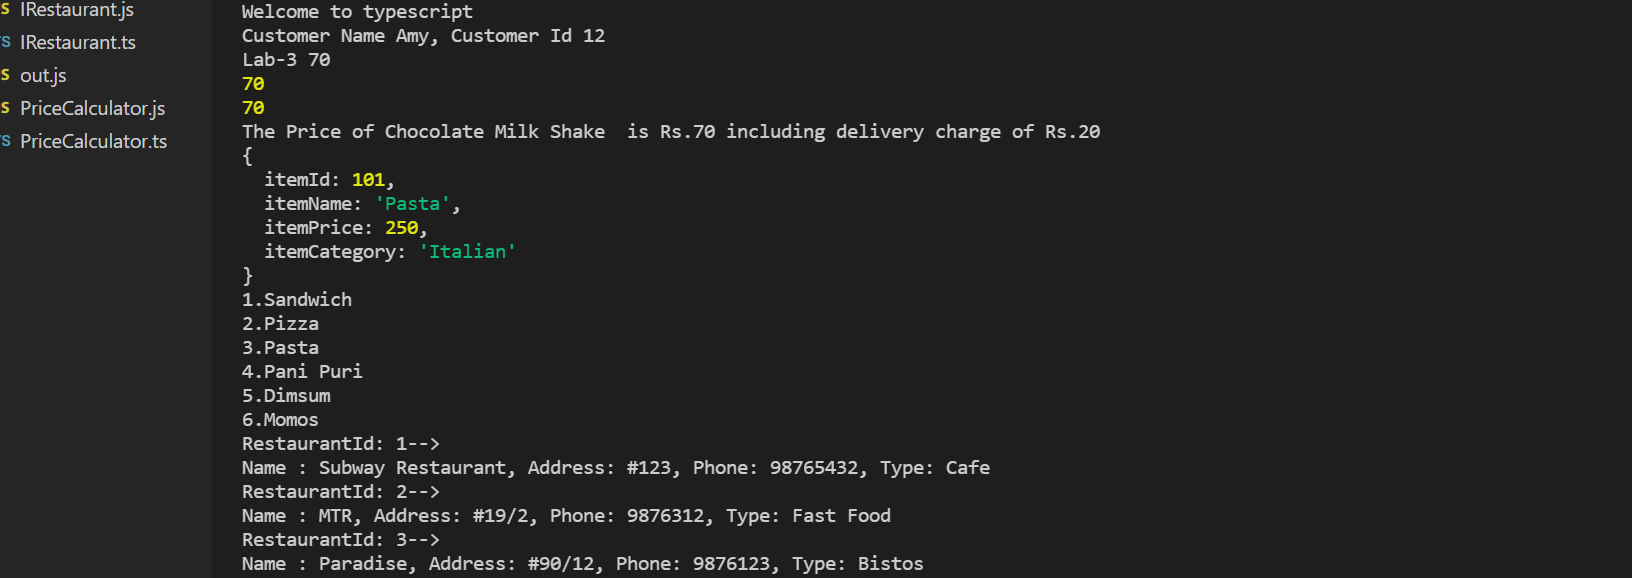 IRestaurant.js
TS IRestaurant.ts
JS out.js
JS PriceCalculator.js
TS PriceCalculator.ts
Welcome to typescript
Customer Name Amy, Customer Id 12
Lab-3 70
70
70
The Price of Chocolate Milk Shake  is Rs.70 including delivery charge of Rs.20
{
  itemId: 101,
  itemName: 'Pasta',
  itemPrice: 250,
  itemCategory: 'Italian'
}
1.Sandwich
2.Pizza
3.Pasta
4.Pani Puri
5.Dimsum
6.Momos
RestaurantId: 1-->
Name : Subway Restaurant, Address: #123, Phone: 98765432, Type: Cafe
RestaurantId: 2-->
Name : MTR, Address: #19/2, Phone: 9876312, Type: Fast Food
RestaurantId: 3-->
Name : Paradise, Address: #90/12, Phone: 9876123, Type: Bistos